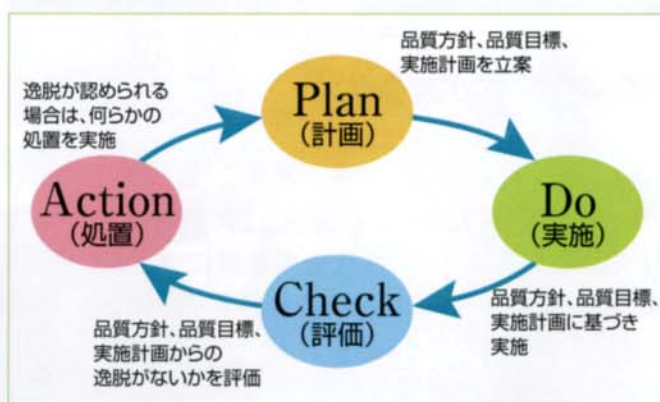 Plan
(計画)
品質方針、品質目標、
実施計画を立案
Do
(実施)
品質方針、品質目標、
実施計画に基づき
実施
Check
(評価)
品質方針、品質目標、
実施計画からの
逸脱がないかを評価
Action
(処置)
逸脱が認められる
場合は、何らかの
処置を実施